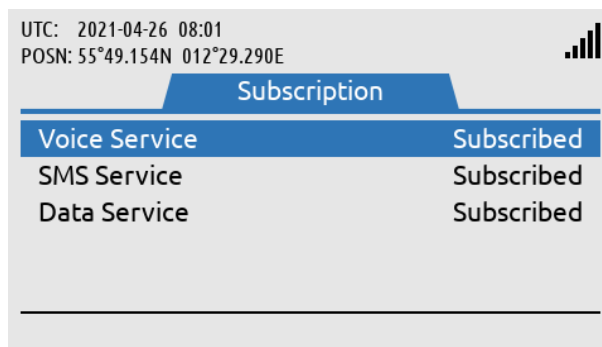 UTC: 2021-04-26 08:01
POSN: 55°49.154N 012°29.290E
Subscription
Voice Service Subscribed
SMS Service Subscribed
Data Service Subscribed